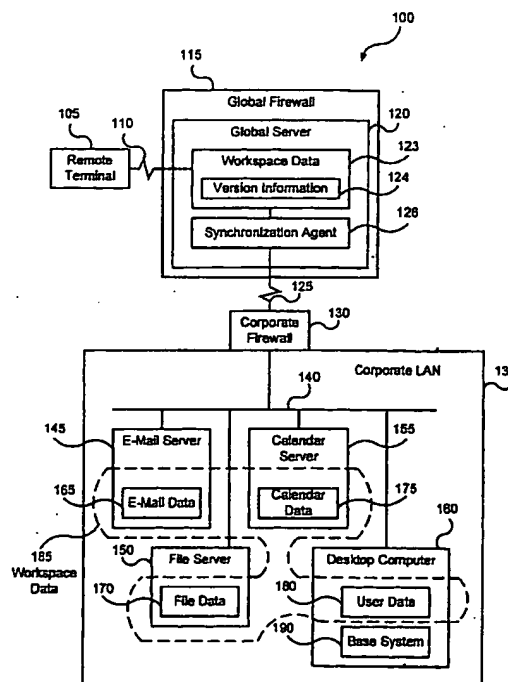 100
115
Global Firewall
105
110
120
Global Server
123
Remote Terminal
Workspace Data
124
Version Information
126
Synchronization Agent
125
Corporate Firewall
130
Corporate LAN
13
140
145
E-Mail Server
Calendar Server
155
165
E-Mail Data
Calendar Data
175
160
185
Workspace Data
150
File Server
Desktop Computer
170
File Data
180
User Data
190
Base System